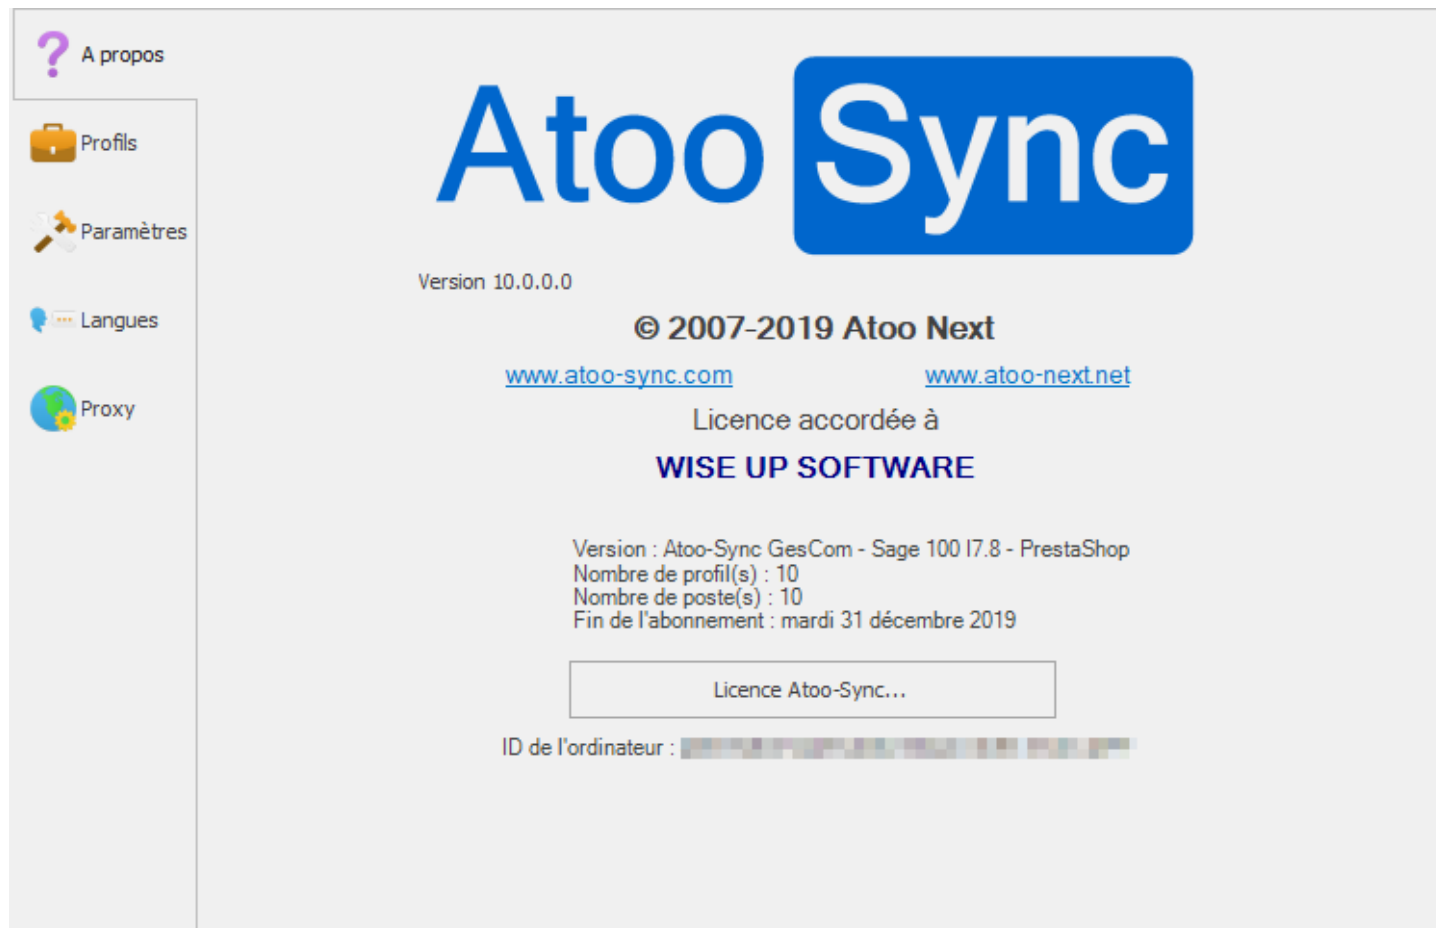 A propos
Profils
Paramètres
Langues
Proxy
Atoo Sync
Version 10.0.0.0
© 2007-2019 Atoo Next
www.atoo-sync.com www.atoo-next.net
Licence accordée à
WISE UP SOFTWARE
Version : Atoo-Sync GesCom - Sage 100 I7.8 - PrestaShop
Nombre de profil(s) : 10
Nombre de poste(s) : 10
Fin de l'abonnement : mardi 31 décembre 2019
Licence Atoo-Sync...
ID de l'ordinateur :